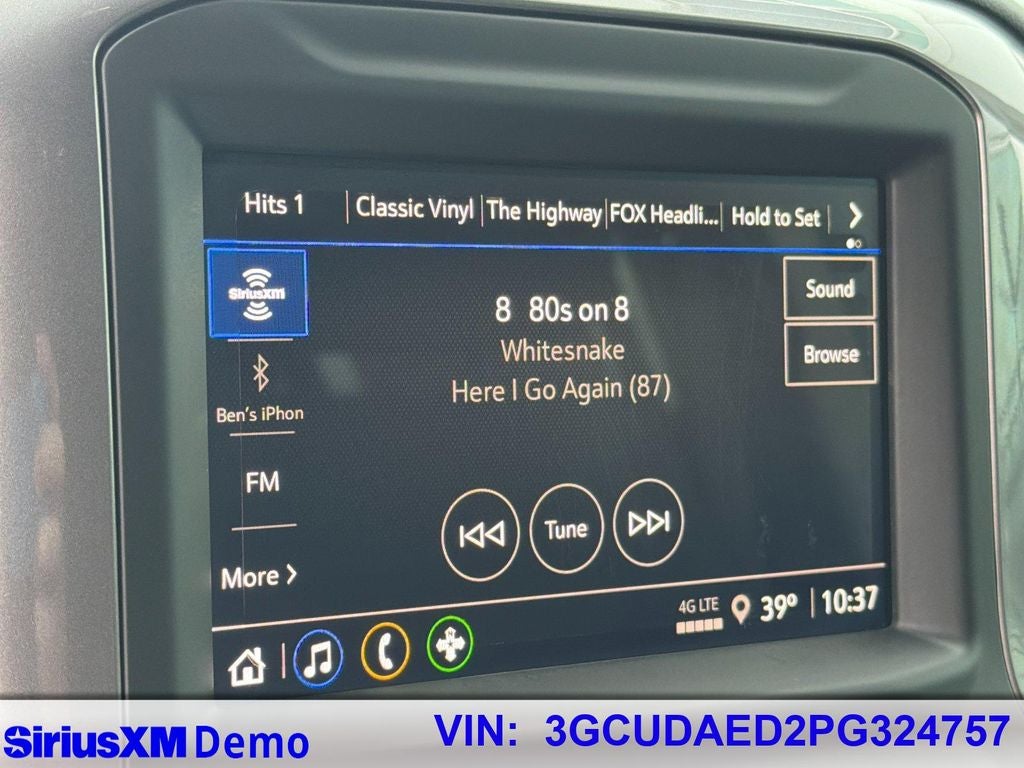 Hits 1 Classic Vinyl The Highway FOX Headli... Hold to Set
SiriusXM
8 80s on 8
Sound
Whitesnake
Browse
Here I Go Again (87)
Ben's iPhon
FM
Tune
More
4G LTE 39° 10:37
SiriusXM Demo VIN: 3GCUDAED2PG324757